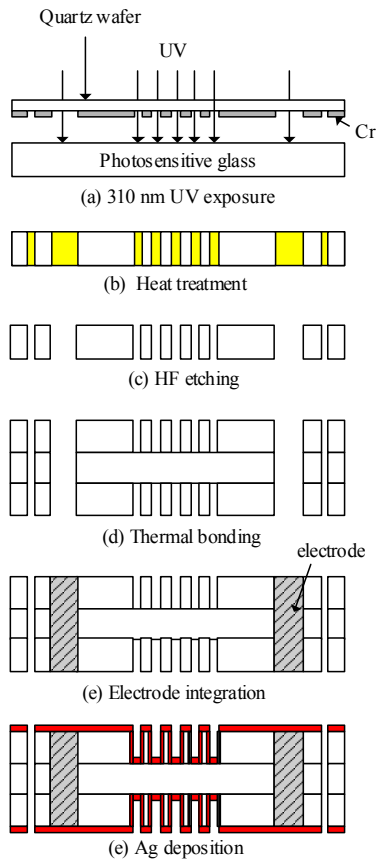 Quartz wafer
UV
Cr
Photosensitive glass
(a) 310 nm UV exposure
(b) Heat treatment
(c) HF etching
(d) Thermal bonding
electrode
(e) Electrode integration
(e) Ag deposition